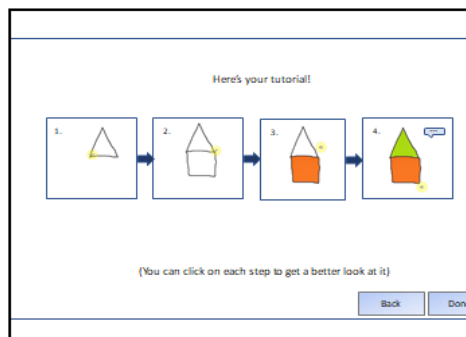 Here's your tutorial!
1.
2.
3.
4.
(You can click on each step to get a better look at it)
Back
Don